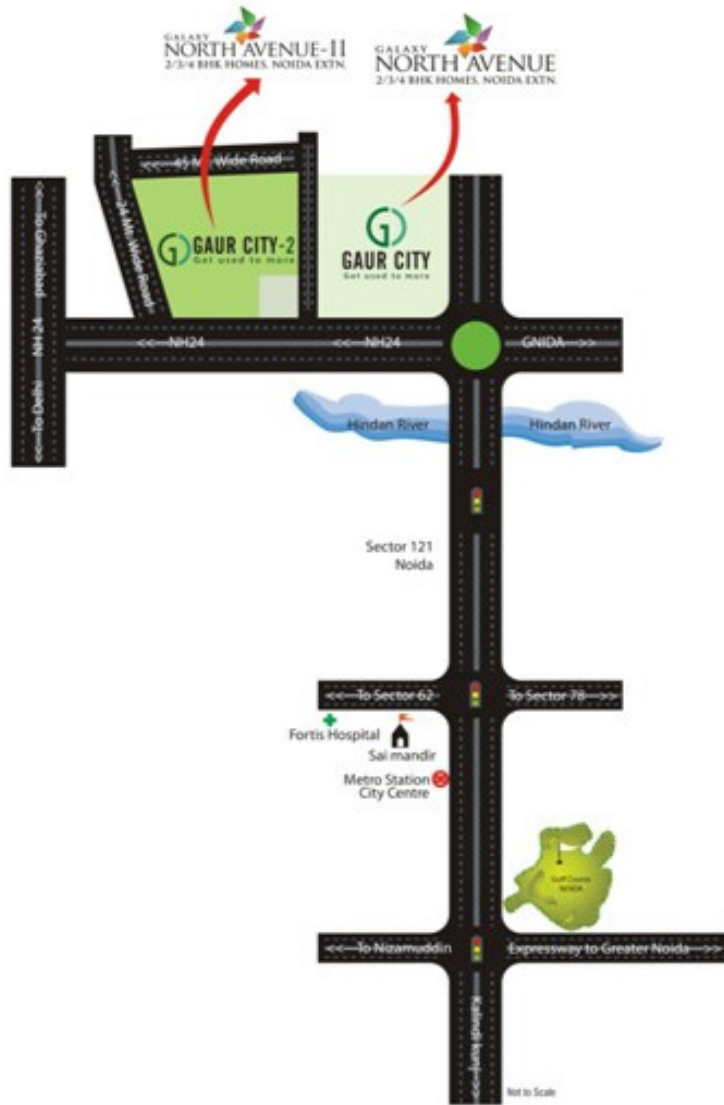 GALAXY
NORTH AVENUE-II
2/3/4 BHK HOMES, NOIDA EXTN.
GALAXY
NORTH AVENUE
2/3/4 BHK HOMES, NOIDA EXTN.
<<---45 Mt. Wide Road
<<---24 Mt. Wide Road
GAUR CITY-2
Get used to more
GAUR CITY
Get used to more
<<---To Delhi NH 24 To Ghaziabad--->>
<<---NH24
<<---NH24
GNIDA--->>
Hindan River
Hindan River
Sector 121
Noida
<<---To Sector 62
To Sector 78--->>
Fortis Hospital
Sai mandir
Metro Station
City Centre
Golf Course
NOIDA
<<---To Nizamuddin
Expressway to Greater Noida--->>
Kalindi kunj--->>
Not to Scale